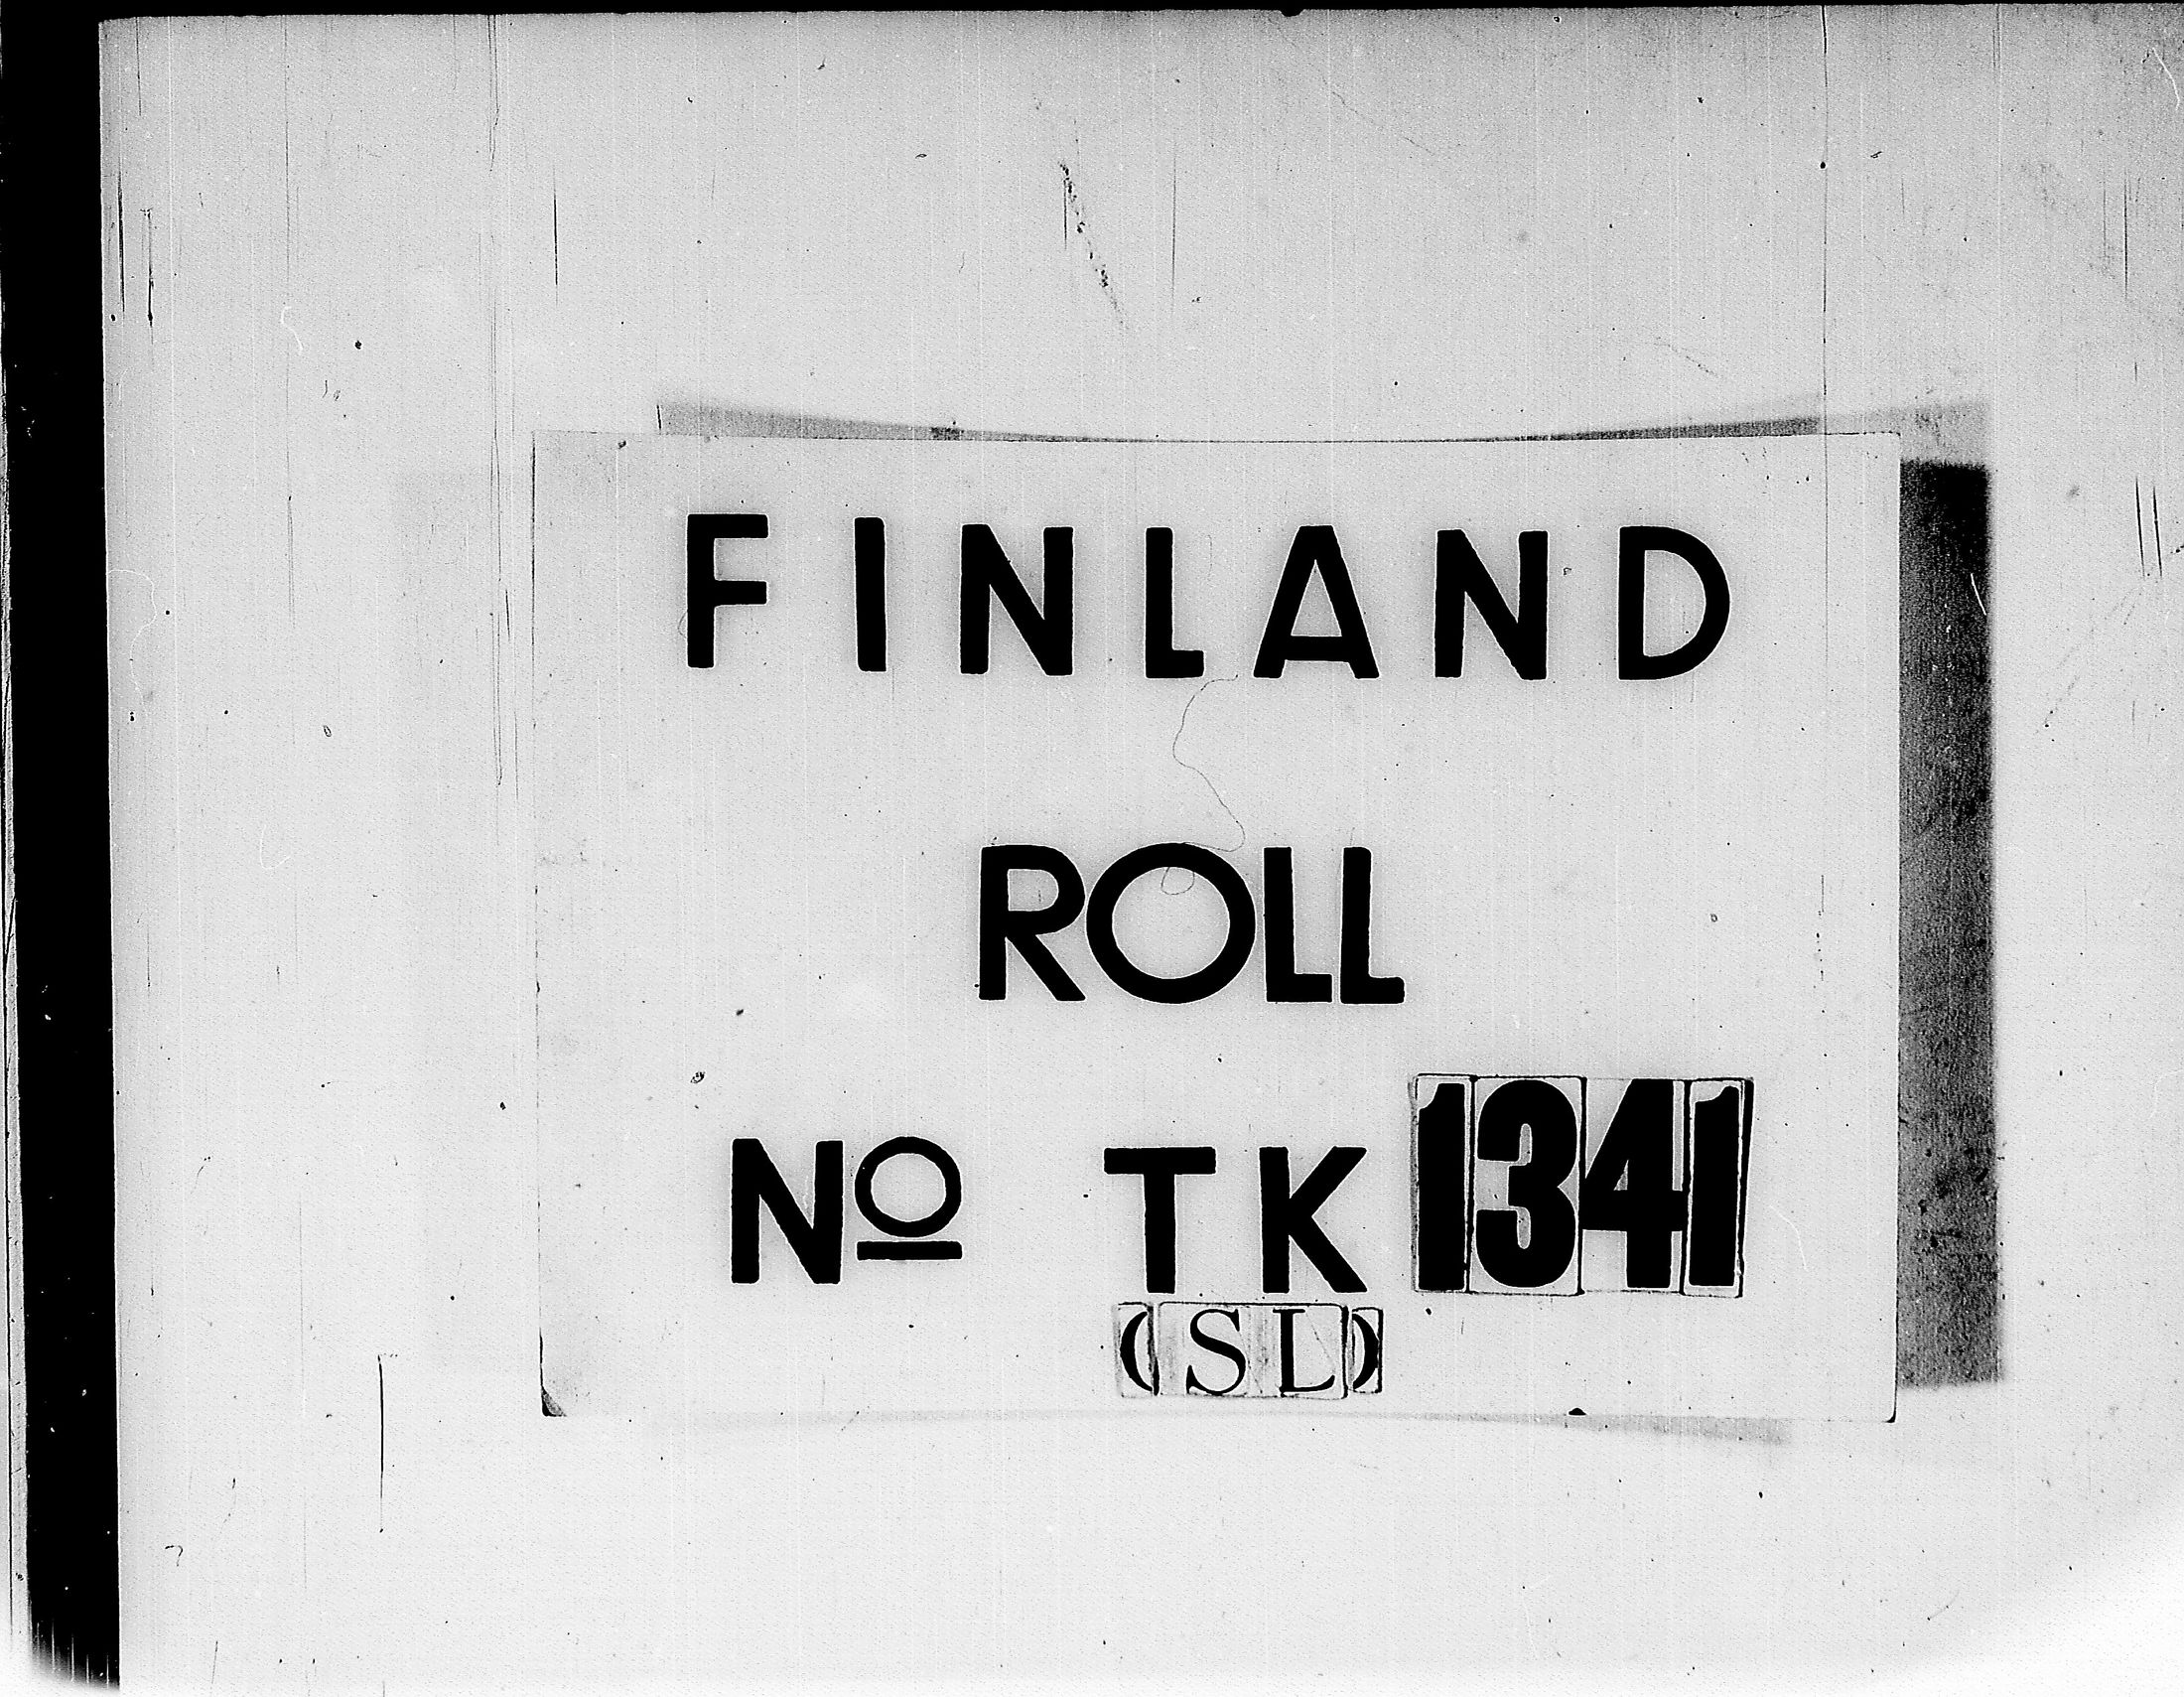 FINLAND
ROLL
Nº TK 1341
(SL)